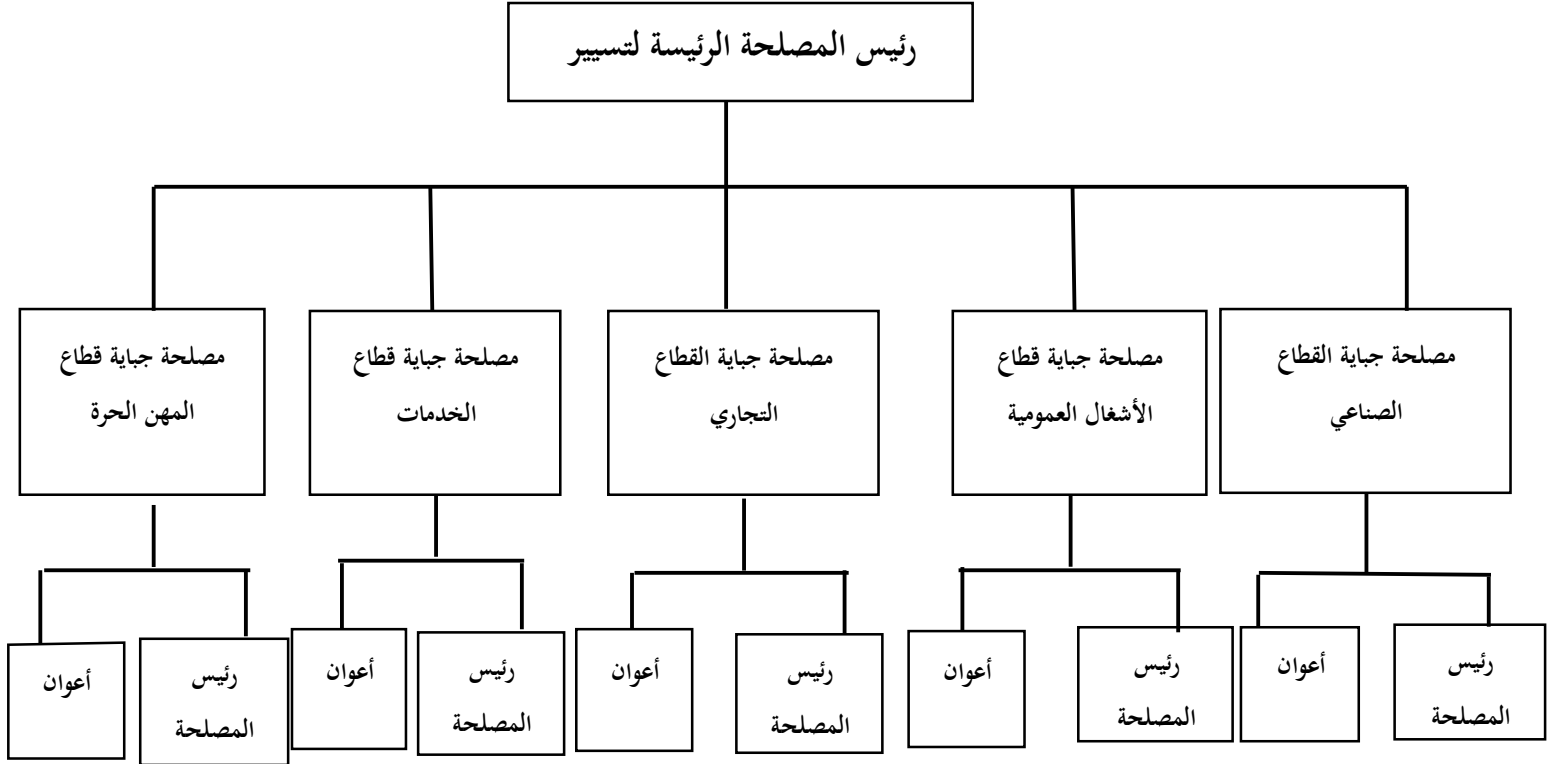 رئيس المصلحة الرئيسة لتسيير
مصلحة جباية القطاع
الصناعي
مصلحة جباية قطاع
الأشغال العمومية
مصلحة جباية القطاع
التجاري
مصلحة جباية قطاع
الخدمات
مصلحة جباية قطاع
المهن الحرة
رئيس
المصلحة
أعوان
رئيس
المصلحة
أعوان
رئيس
المصلحة
أعوان
رئيس
المصلحة
أعوان
رئيس
المصلحة
أعوان